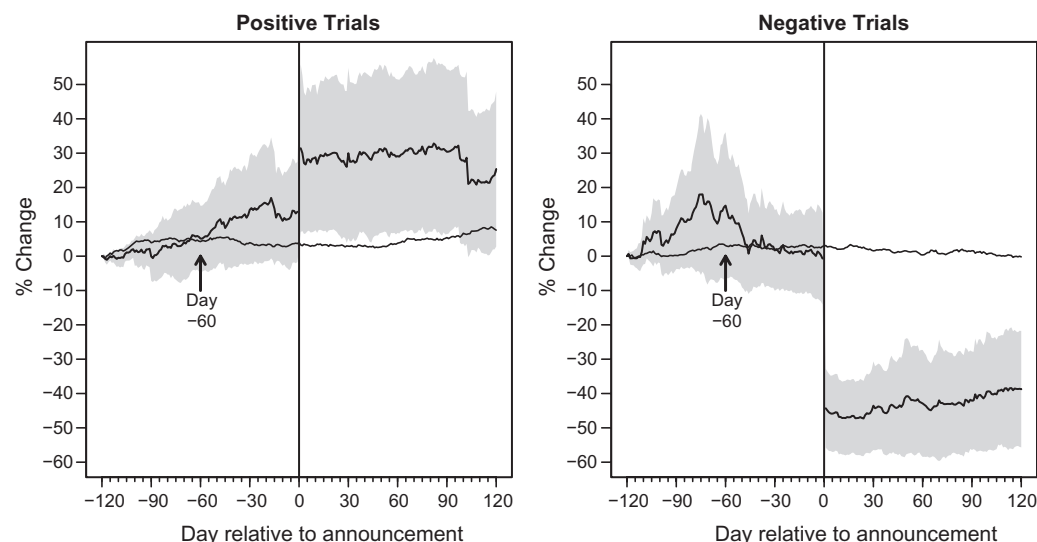 Positive Trials
% Change
50
40
30
20
10
0
−10
−20
−30
−40
−50
−60
Day
−60
−120 −90 −60 −30 0 30 60 90 120
Day relative to announcement
Negative Trials
% Change
50
40
30
20
10
0
−10
−20
−30
−40
−50
−60
Day
−60
−120 −90 −60 −30 0 30 60 90 120
Day relative to announcement